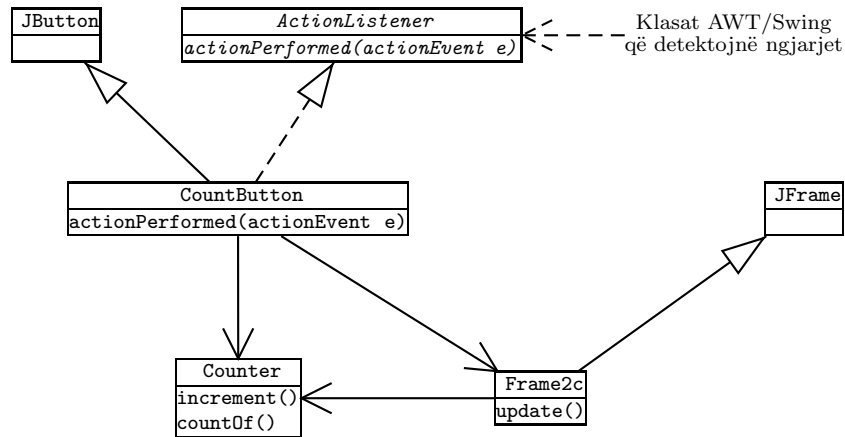 JButton
ActionListener
actionPerformed(actionEvent e)
Klasat AWT/Swing
që detektojnë ngjarjet
CountButton
actionPerformed(actionEvent e)
JFrame
Counter
increment()
countOf()
Frame2c
update()